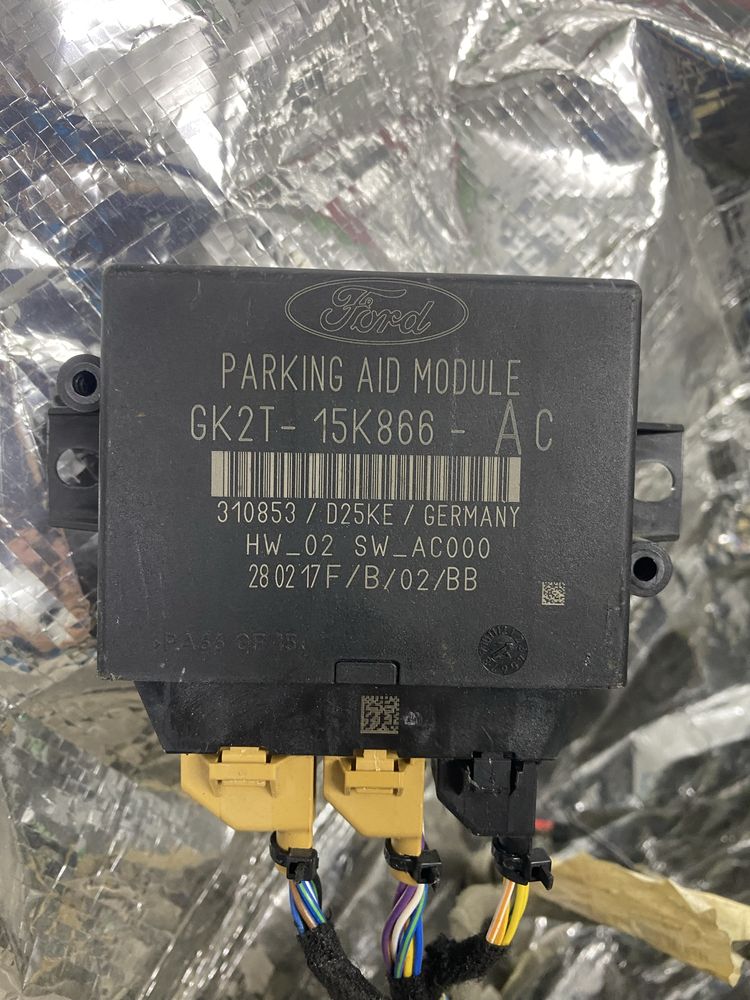 Ford
PARKING AID MODULE
GK2T- 15K866 - AC
310853 / D25KE / GERMANY
HW_02 SW_AC000
280217F/B/02/BB